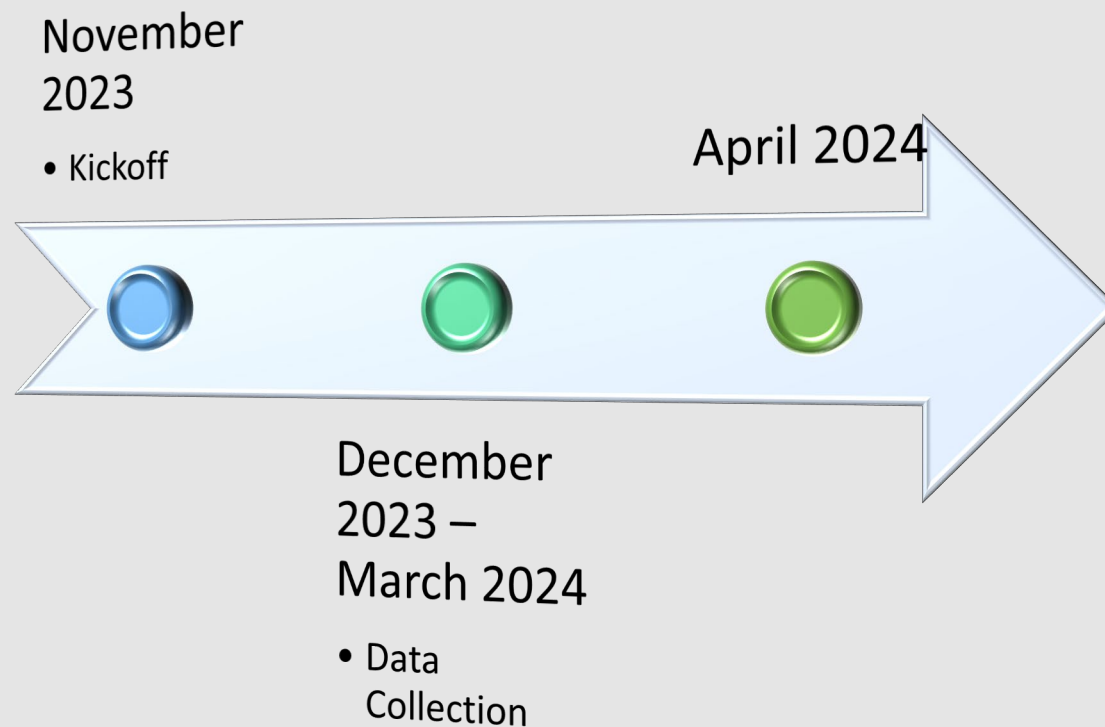 November
2023
• Kickoff
April 2024
December
2023 –
March 2024
• Data
Collection